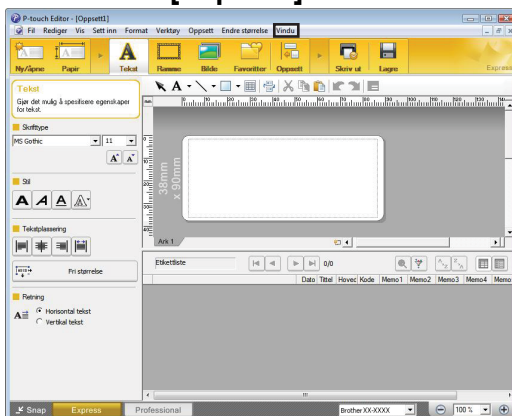 P-touch Editor - [Oppsett1]
Fil Rediger Vis Sett inn Format Verktøy Oppsett Endre størrelse Vindu
Ny/åpne Papir Tekst Ramme Bilde Favoritter Oppsett Skriv ut Lagre Express
Tekst
Gjør det mulig å spesifisere egenskaper
for tekst.
Skrifttype
MS Gothic 11
Stil
Tekstplassering
Fri størrelse
Retning
Horisontal tekst
Vertikal tekst
38mm
x 90mm
Ark 1
Etikettliste 0/0
Dato Tittel Hovec Kode Memo1 Memo2 Memo3 Memo4 Memo
Snap Express Professional Brother XX-XXXX 100 %